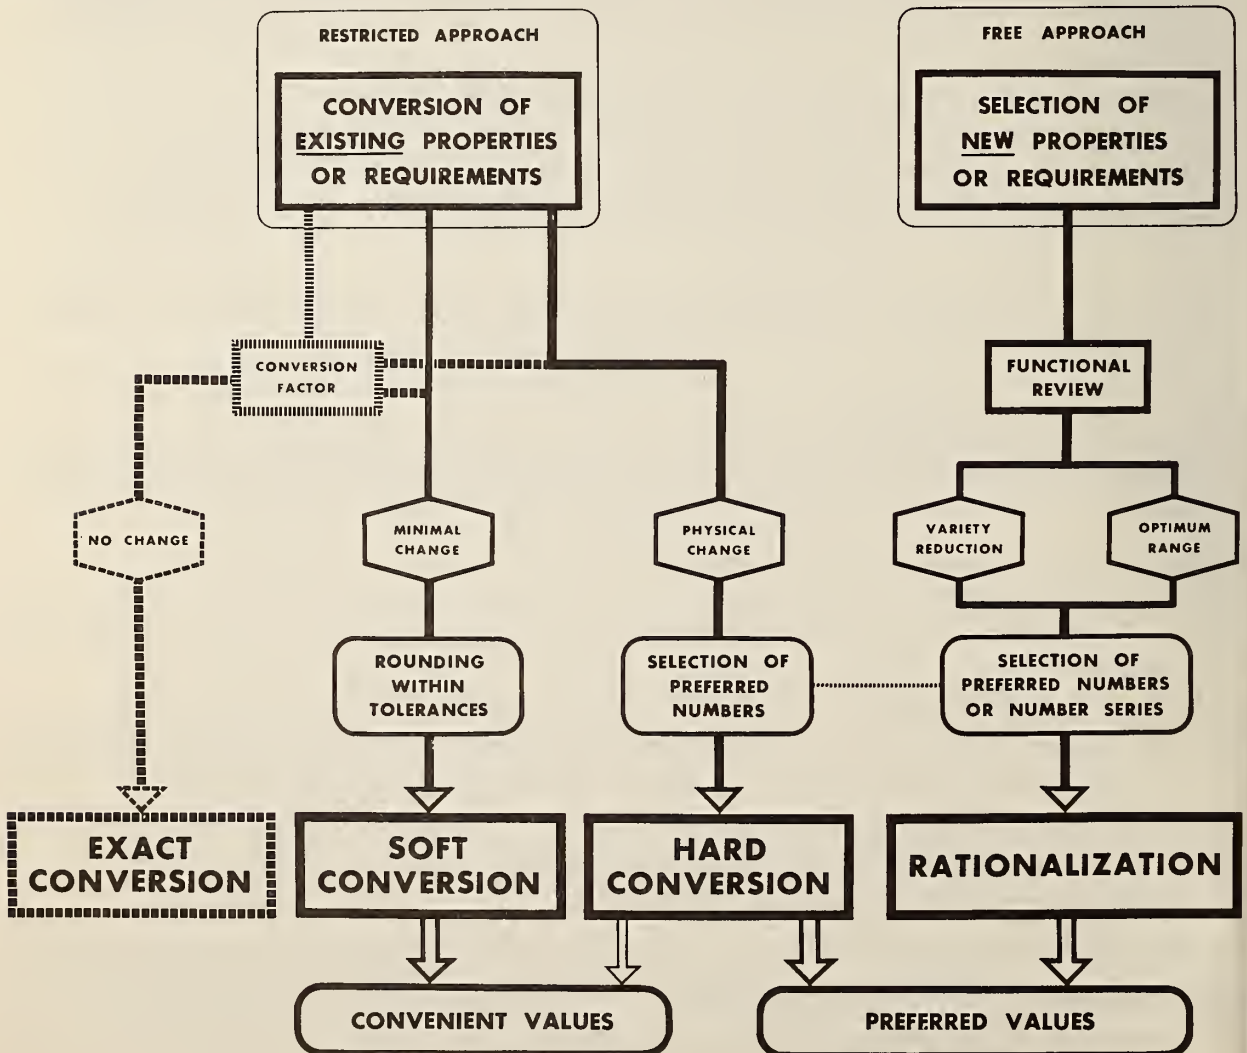 RESTRICTED APPROACH
CONVERSION OF
EXISTING PROPERTIES
OR REQUIREMENTS
FREE APPROACH
SELECTION OF
NEW PROPERTIES
OR REQUIREMENTS
CONVERSION
FACTOR
FUNCTIONAL
REVIEW
NO CHANGE
MINIMAL
CHANGE
PHYSICAL
CHANGE
VARIETY
REDUCTION
OPTIMUM
RANGE
ROUNDING
WITHIN
TOLERANCES
SELECTION OF
PREFERRED
NUMBERS
SELECTION OF
PREFERRED NUMBERS
OR NUMBER SERIES
EXACT
CONVERSION
SOFT
CONVERSION
HARD
CONVERSION
RATIONALIZATION
CONVENIENT VALUES
PREFERRED VALUES